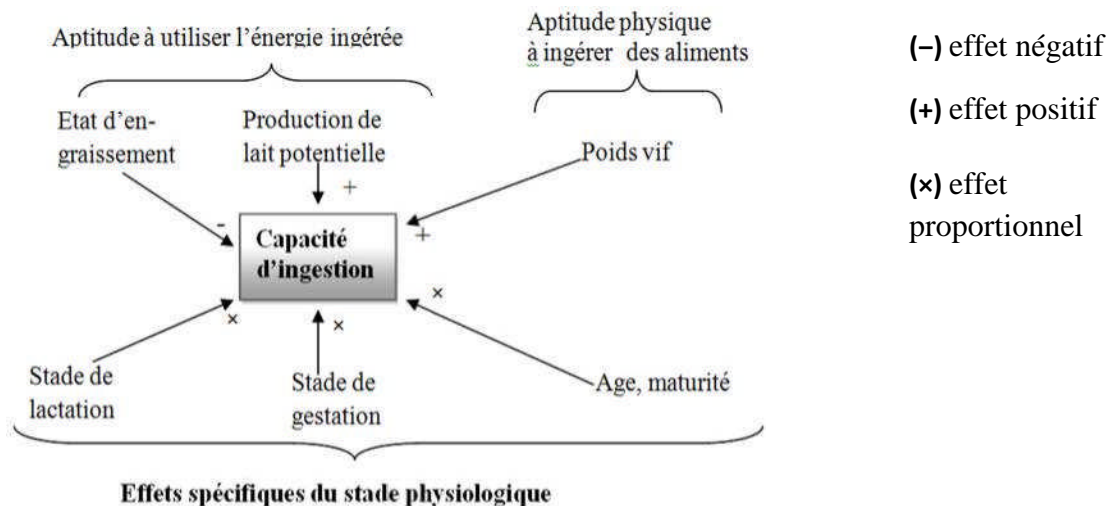 Aptitude à utiliser l'énergie ingérée
Aptitude physique
à ingérer des aliments
Etat d'en-
graissement
Production de
lait potentielle
Poids vif
-
+
+
Capacité
d'ingestion
×
×
×
Stade de
lactation
Stade de
gestation
Age, maturité
Effets spécifiques du stade physiologique
(−) effet négatif
(+) effet positif
(×) effet
proportionnel